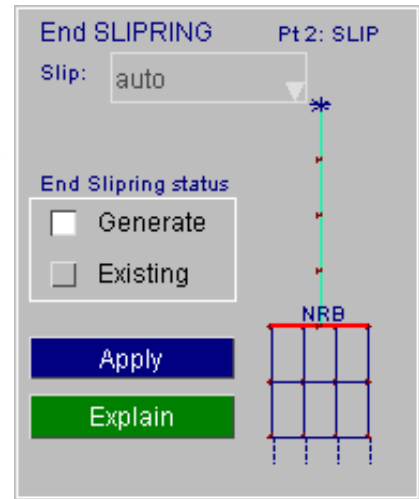 End SLIPRING
Pt 2: SLIP
Slip:
auto
End Slipring status
Generate
Existing
NRB
Apply
Explain